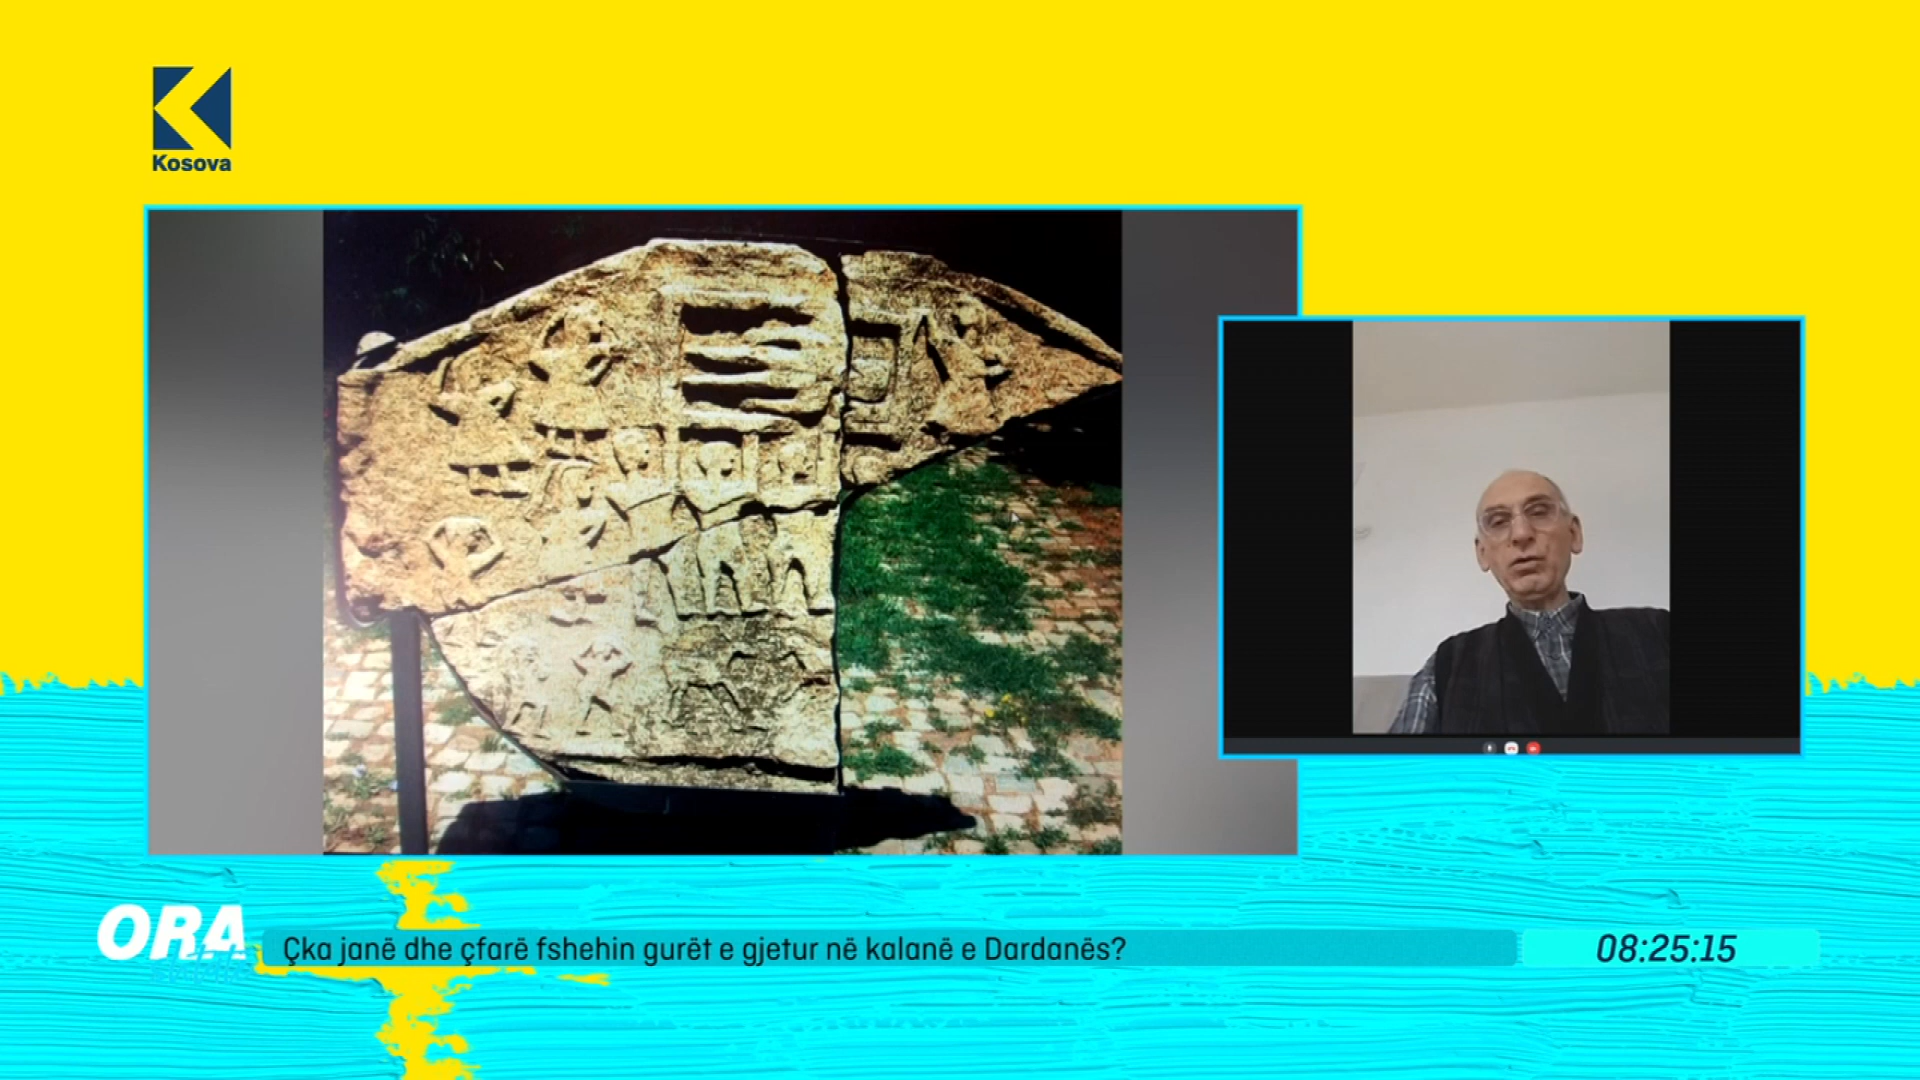 Kosova
ORA
Çka janë dhe çfarë fshehin gurët e gjetur në kalanë e Dardanës?
08:25:15